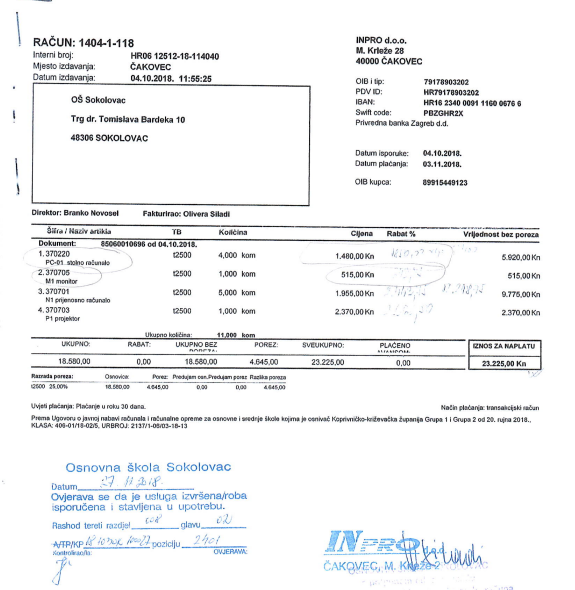 RAČUN: 1404-1-118
Interni broj: HR06 12512-18-114040
Mjesto izdavanja: ČAKOVEC
Datum izdavanja: 04.10.2018. 11:55:25
INPRO d.o.o.
M. Krleže 28
40000 ČAKOVEC
OIB i tip: 79178903202
PDV ID: HR79178903202
IBAN: HR16 2340 0091 1160 0676 6
Swift code: PBZGHR2X
Privredna banka Zagreb d.d.
OŠ Sokolovac
Trg dr. Tomislava Bardeka 10
48306 SOKOLOVAC
Datum isporuke: 04.10.2018.
Datum plaćanja: 03.11.2018.
OIB kupca: 89915449123
Direktor: Branko Novosel Fakturirao: Olivera Siladi
Šifra / Naziv artikla TB Količina Cijena Rabat % Vrijednost bez poreza
Dokument: 85060010696 od 04.10.2018.
1. 370220 t2500 4,000 kom 1.480,00 Kn 5.920,00 Kn
PC-01 stolno računalo
2. 370705 t2500 1,000 kom 515,00 Kn 515,00 Kn
M1 monitor
3. 370701 t2500 5,000 kom 1.955,00 Kn 9.775,00 Kn
N1 prijenosno računalo
4. 370703 t2500 1,000 kom 2.370,00 Kn 2.370,00 Kn
P1 projektor
Ukupno količina: 11,000 kom
UKUPNO: RABAT: UKUPNO BEZ POREZA: POREZ: SVEUKUPNO: PLAĆENO AVANSOM: IZNOS ZA NAPLATU
18.580,00 0,00 18.580,00 4.645,00 23.225,00 0,00 23.225,00 Kn
Razrada poreza: Osnovica: Porez: Predujam osn. Predujam porez Razlika poreza
t2500 25,00% 18.580,00 4.645,00 0,00 0,00 4.645,00
Uvjeti plaćanja: Plaćanje u roku 30 dana. Način plaćanja: transakcijski račun
Prema Ugovoru o javnoj nabavi računala i računalne opreme za osnovne i srednje škole kojima je osnivač Koprivničko-križevačka županija Grupa 1 i Grupa 2 od 20. rujna 2018.,
KLASA: 406-01/18-02/5, URBROJ: 2137/1-06/03-18-13
Osnovna škola Sokolovac
Datum 27 11 2018.
Ovjerava se da je usluga izvršena/roba
isporučena i stavljena u upotrebu.
Rashod tereti razdjel 008 glavu 02
A/TP/KP poziciju 2401
Kontrolirao/la: OVJERAVA:
INPRO d.o.o.
ČAKOVEC, M. Krleže 2